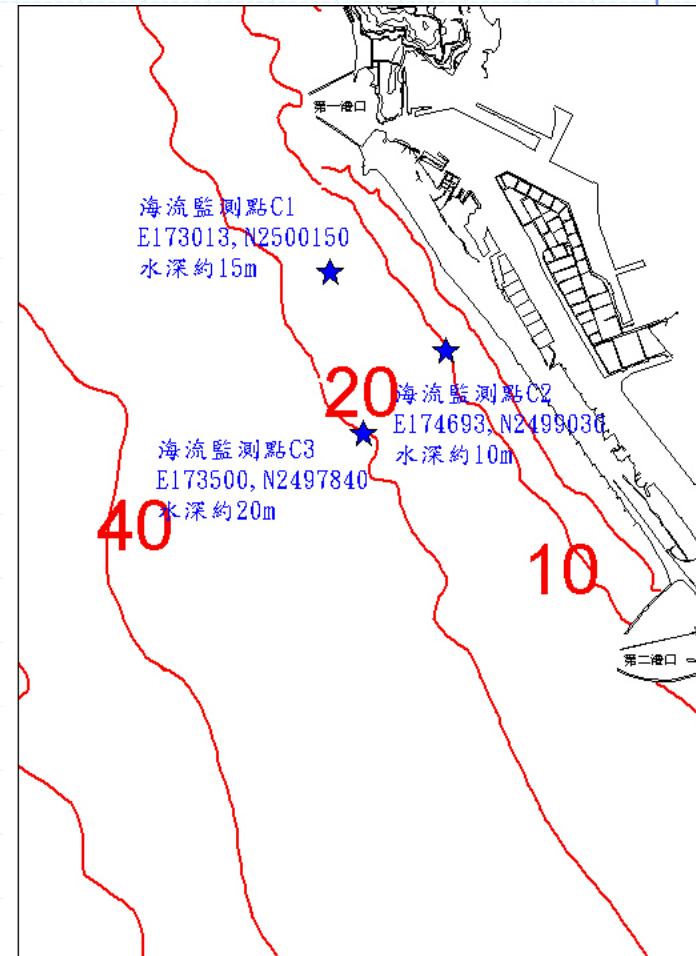 第一港口
海流監測點C1
E173013, N2500150
水深約15m
20
海流監測點C2
E174693, N2499036
水深約10m
海流監測點C3
E173500, N2497840
水深約20m
40
10
第二港口